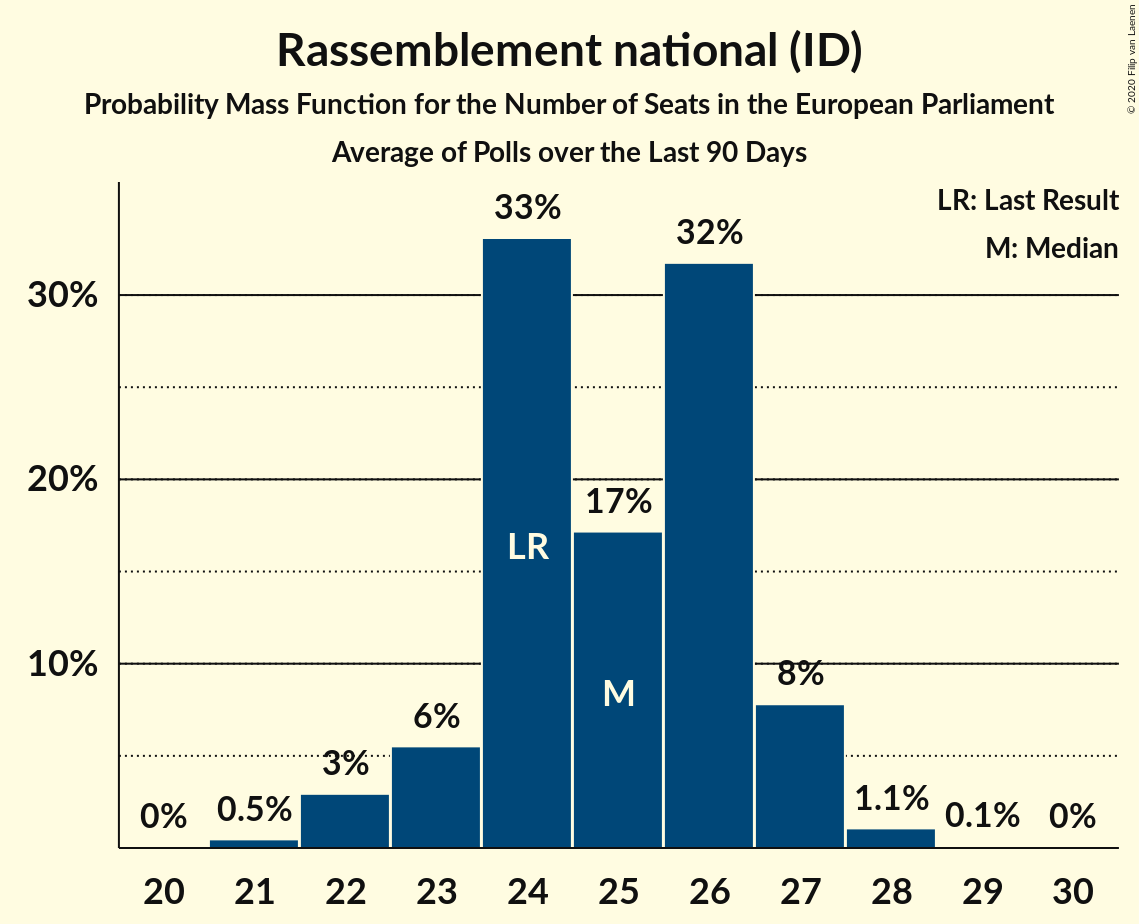 Rassemblement national (ID)
Probability Mass Function for the Number of Seats in the European Parliament
Average of Polls over the Last 90 Days
© 2020 Filip van Laenen
LR: Last Result
M: Median
30%
20%
10%
0%
0.5%
3%
6%
33%
17%
32%
8%
1.1%
0.1%
0%
LR
M
20 21 22 23 24 25 26 27 28 29 30